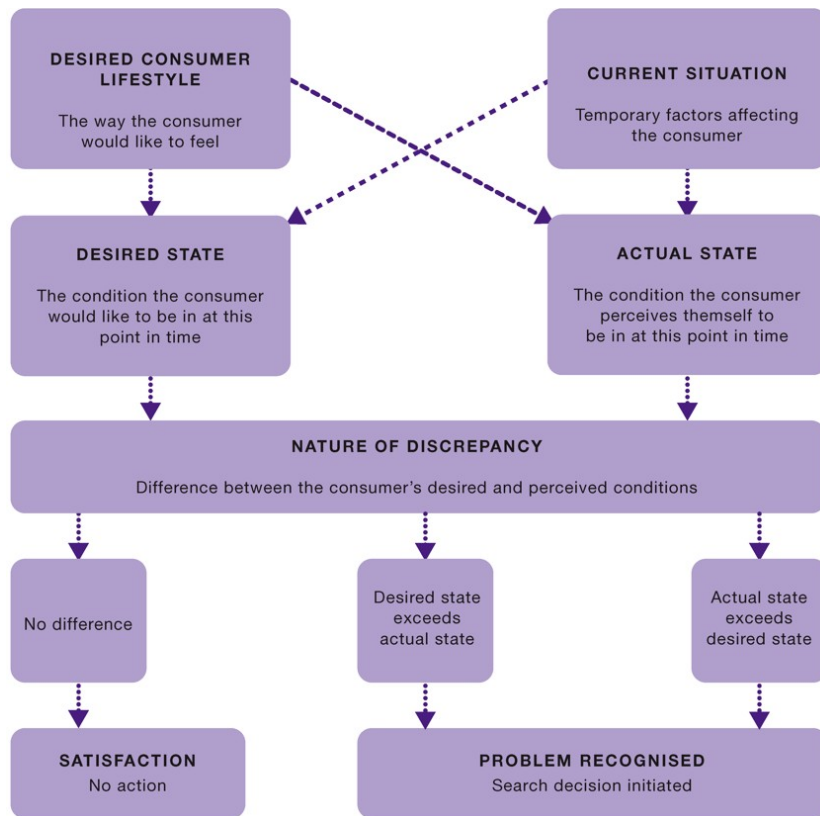 DESIRED CONSUMER
LIFESTYLE
The way the consumer
would like to feel
CURRENT SITUATION
Temporary factors affecting
the consumer
DESIRED STATE
The condition the consumer
would like to be in at this
point in time
ACTUAL STATE
The condition the consumer
perceives themself to
be in at this point in time
NATURE OF DISCREPANCY
Difference between the consumer’s desired and perceived conditions
No difference
Desired state
exceeds
actual state
Actual state
exceeds
desired state
SATISFACTION
No action
PROBLEM RECOGNISED
Search decision initiated